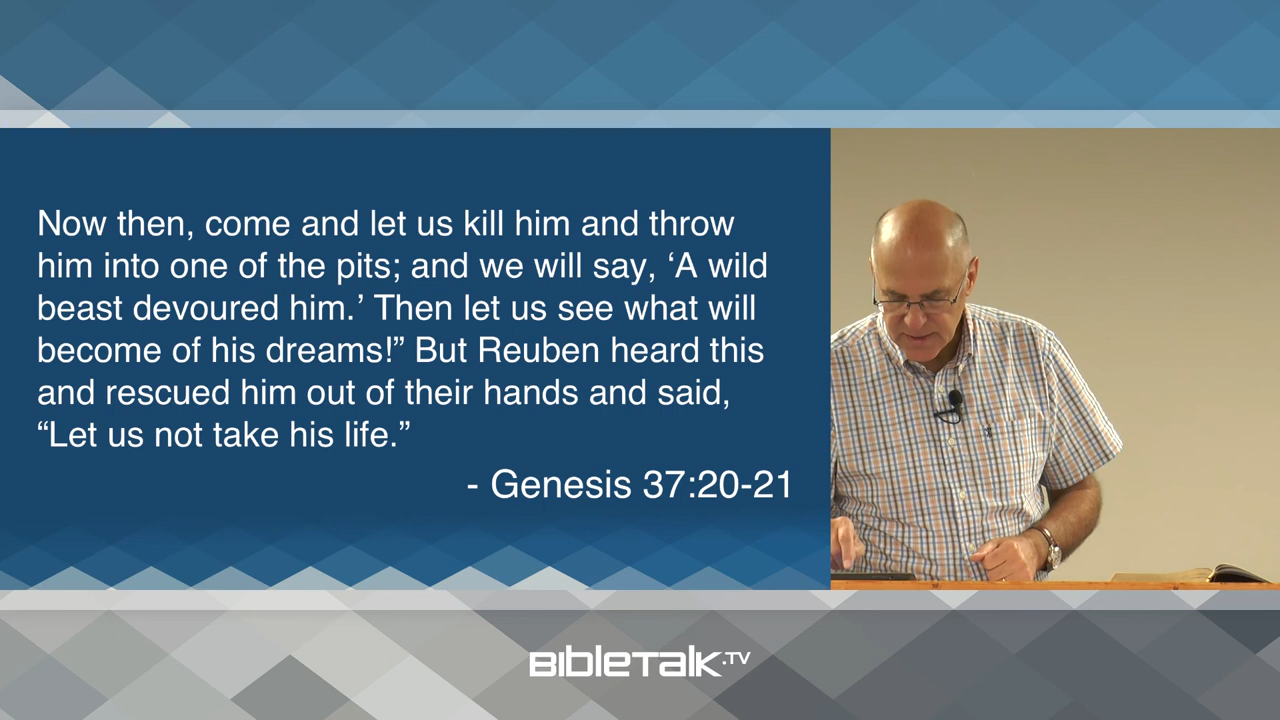 Now then, come and let us kill him and throw
him into one of the pits; and we will say, ‘A wild
beast devoured him.’ Then let us see what will
become of his dreams!” But Reuben heard this
and rescued him out of their hands and said,
“Let us not take his life.”
- Genesis 37:20-21
BIBLETALK.TV